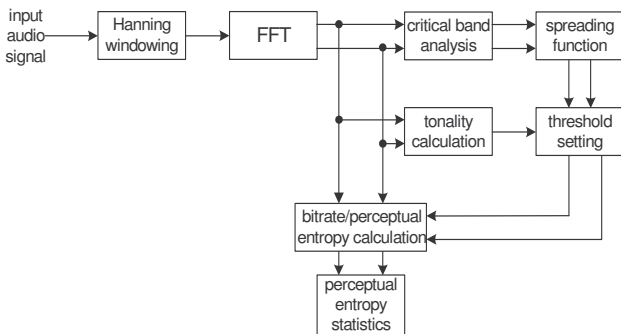 input
audio
signal
Hanning
windowing
FFT
critical band
analysis
spreading
function
tonality
calculation
threshold
setting
bitrate/perceptual
entropy calculation
perceptual
entropy
statistics